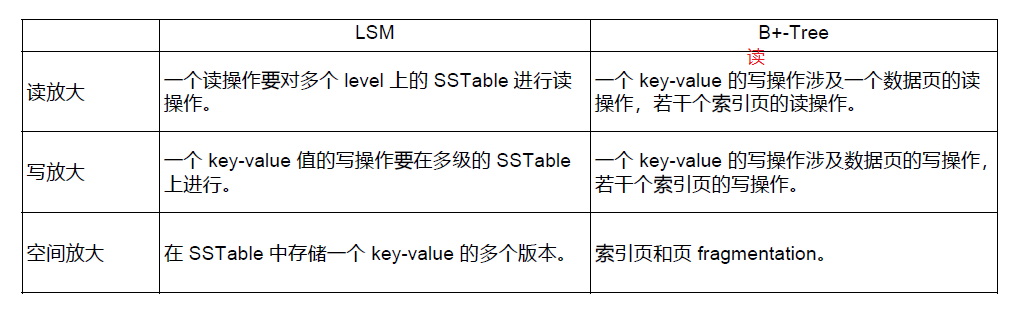 LSM
B+-Tree
读放大
一个读操作要对多个 level 上的 SSTable 进行读
操作。
读
一个 key-value 的写操作涉及一个数据页的读
操作，若干个索引页的读操作。
写放大
一个 key-value 值的写操作要在多级的 SSTable
上进行。
一个 key-value 的写操作涉及数据页的写操作，
若干个索引页的写操作。
空间放大
在 SSTable 中存储一个 key-value 的多个版本。
索引页和页 fragmentation。